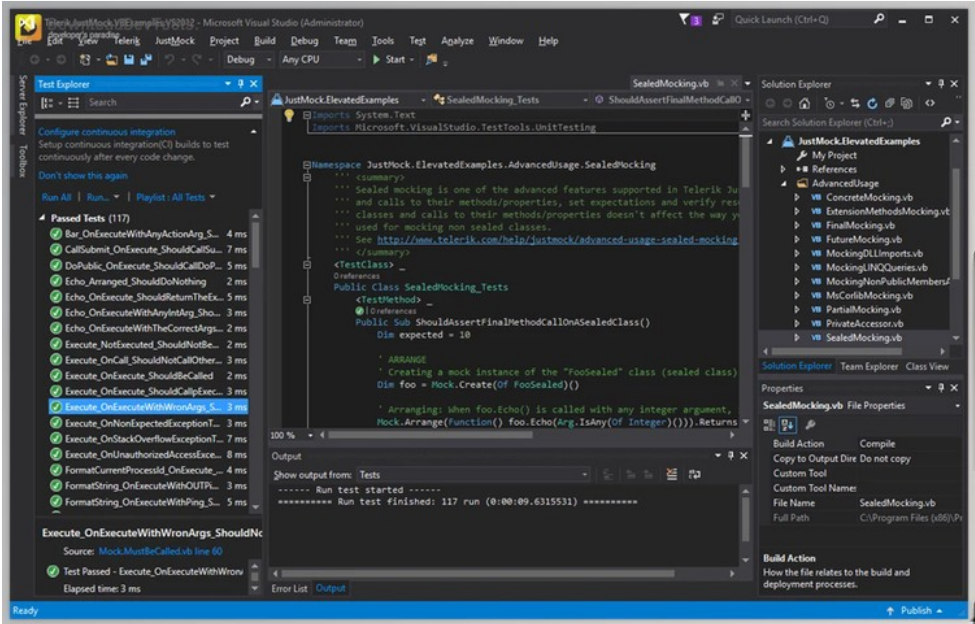 Telerik.JustMock.VBExamples.VS2012 - Microsoft Visual Studio (Administrator)
developer's paradise
3
Quick Launch (Ctrl+Q)
File Edit View Telerik JustMock Project Build Debug Team Tools Test Analyze Window Help
Debug Any CPU Start
Server Explorer
Toolbox
Test Explorer
Search
Configure continuous integration
Setup continuous integration(CI) builds to test
continuously after every code change.
Don't show this again
Run All | Run... | Playlist : All Tests
Passed Tests (117)
Bar_OnExecuteWithAnyActionArg_S... 4 ms
CallSubmit_OnExecute_ShouldCallSu... 7 ms
DoPublic_OnExecute_ShouldCallDoP... 5 ms
Echo_Arranged_ShouldDoNothing 2 ms
Echo_OnExecute_ShouldReturnTheEx... 5 ms
Echo_OnExecuteWithAnyIntArg_Sho... 3 ms
Echo_OnExecuteWithTheCorrectArgs... 2 ms
Execute_NotExecuted_ShouldNotBe... 2 ms
Execute_OnCall_ShouldNotCallOther... 3 ms
Execute_OnExecute_ShouldBeCalled 2 ms
Execute_OnExecute_ShouldCallpExec... 3 ms
Execute_OnExecuteWithWronArgs_S... 3 ms
Execute_OnNonExpectedExceptionT... 3 ms
Execute_OnStackOverflowExceptionT... 7 ms
Execute_OnUnauthorizedAccessExce... 8 ms
FormatCurrentProcessId_OnExecute_... 4 ms
FormatString_OnExecuteWithOUTPi... 3 ms
FormatString_OnExecuteWithPing_S... 5 ms
Execute_OnExecuteWithWronArgs_ShouldNo
Source: Mock.MustBeCalled.vb line 60
Test Passed - Execute_OnExecuteWithWron
Elapsed time: 3 ms
SealedMocking.vb
JustMock.ElevatedExamples SealedMocking_Tests ShouldAssertFinalMethodCallO
Imports System.Text
Imports Microsoft.VisualStudio.TestTools.UnitTesting
Namespace JustMock.ElevatedExamples.AdvancedUsage.SealedMocking
''' <summary>
''' Sealed mocking is one of the advanced features supported in Telerik Ju
''' and calls to their methods/properties, set expectations and verify res
''' classes and calls to their methods/properties doesn't affect the way y
''' used for mocking non sealed classes.
''' See http://www.telerik.com/help/justmock/advanced-usage-sealed-mocking
''' </summary>
<TestClass> _
0 references
Public Class SealedMocking_Tests
<TestMethod> _
| 0 references
Public Sub ShouldAssertFinalMethodCallOnASealedClass()
Dim expected = 10
' ARRANGE
' Creating a mock instance of the "FooSealed" class (sealed class)
Dim foo = Mock.Create(Of FooSealed)()
' Arranging: When foo.Echo() is called with any integer argument,
Mock.Arrange(Function() foo.Echo(Arg.IsAny(Of Integer)())).Returns
100 %
Output
Show output from: Tests
------ Run test started ------
========== Run test finished: 117 run (0:00:09.6315531) ==========
Error List Output
Solution Explorer
Search Solution Explorer (Ctrl+;)
JustMock.ElevatedExamples
My Project
References
AdvancedUsage
ConcreteMocking.vb
ExtensionMethodsMocking.vb
FinalMocking.vb
FutureMocking.vb
MockingDLLImports.vb
MockingLINQQueries.vb
MockingNonPublicMembersA
MsCorlibMocking.vb
PartialMocking.vb
PrivateAccessor.vb
SealedMocking.vb
Solution Explorer Team Explorer Class View
Properties
SealedMocking.vb File Properties
Build Action Compile
Copy to Output Dire Do not copy
Custom Tool
Custom Tool Name:
File Name SealedMocking.vb
Full Path C:\Program Files (x86)\Pr
Build Action
How the file relates to the build and
deployment processes.
Ready
Publish